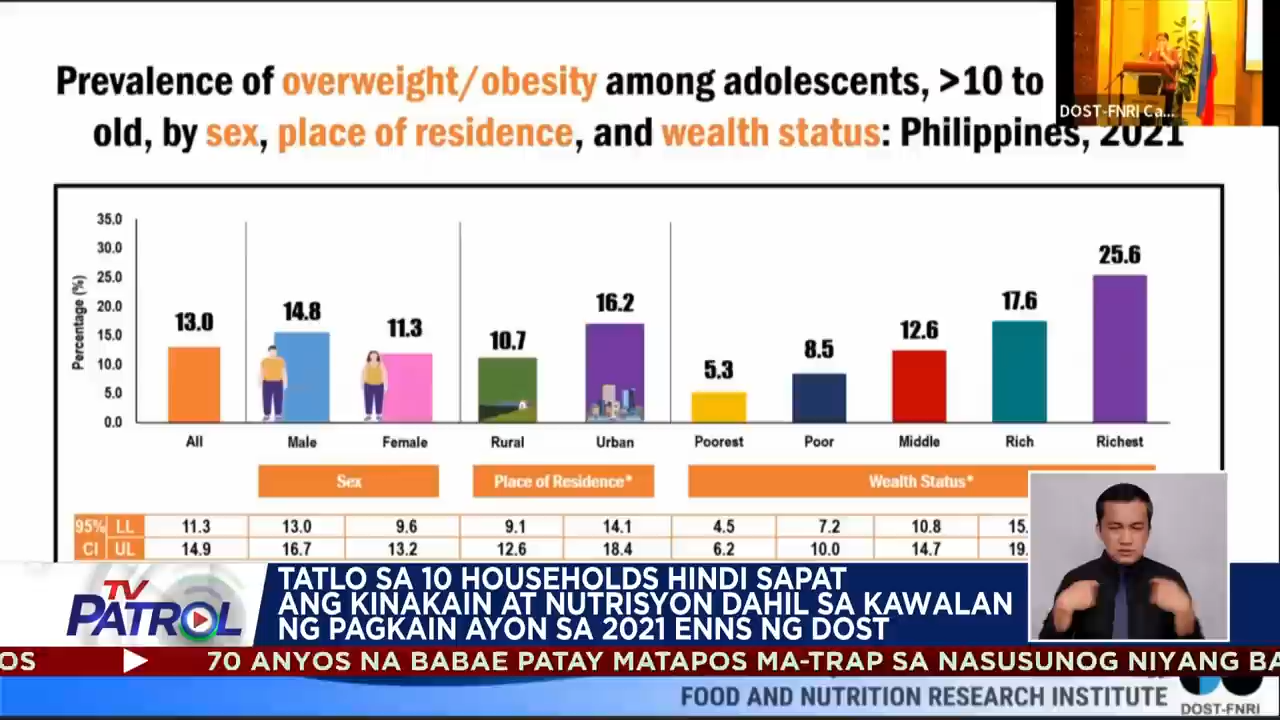 DOST-FNRI Ca...
Prevalence of overweight/obesity among adolescents, >10 to
old, by sex, place of residence, and wealth status: Philippines, 2021
Percentage (%)
35.0
30.0
25.0
20.0
15.0
10.0
5.0
0.0
13.0 14.8 11.3 10.7 16.2 5.3 8.5 12.6 17.6 25.6
All Male Female Rural Urban Poorest Poor Middle Rich Richest
Sex Place of Residence* Wealth Status*
95% LL 11.3 13.0 9.6 9.1 14.1 4.5 7.2 10.8 15.
CI UL 14.9 16.7 13.2 12.6 18.4 6.2 10.0 14.7 19.
TV PATROL
TATLO SA 10 HOUSEHOLDS HINDI SAPAT
ANG KINAKAIN AT NUTRISYON DAHIL SA KAWALAN
NG PAGKAIN AYON SA 2021 ENNS NG DOST
OS 70 ANYOS NA BABAE PATAY MATAPOS MA-TRAP SA NASUSUNOG NIYANG BA
FOOD AND NUTRITION RESEARCH INSTITUTE
DOST-FNRI